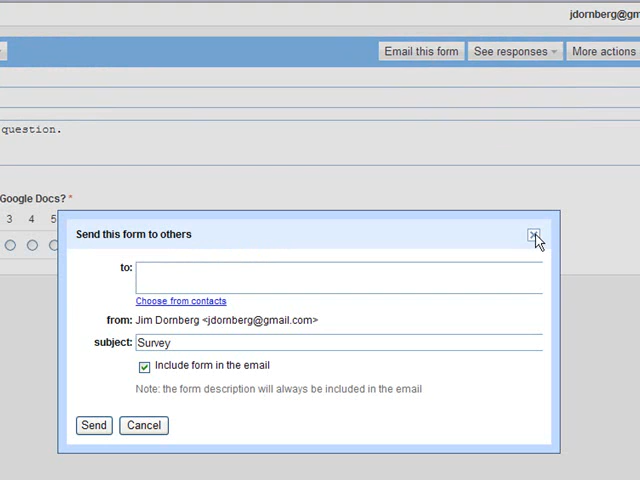 jdornberg@gm
Email this form See responses More actions
question.
Google Docs? *
3 4 5
Send this form to others
to:
Choose from contacts
from: Jim Dornberg <jdornberg@gmail.com>
subject: Survey
Include form in the email
Note: the form description will always be included in the email
Send Cancel